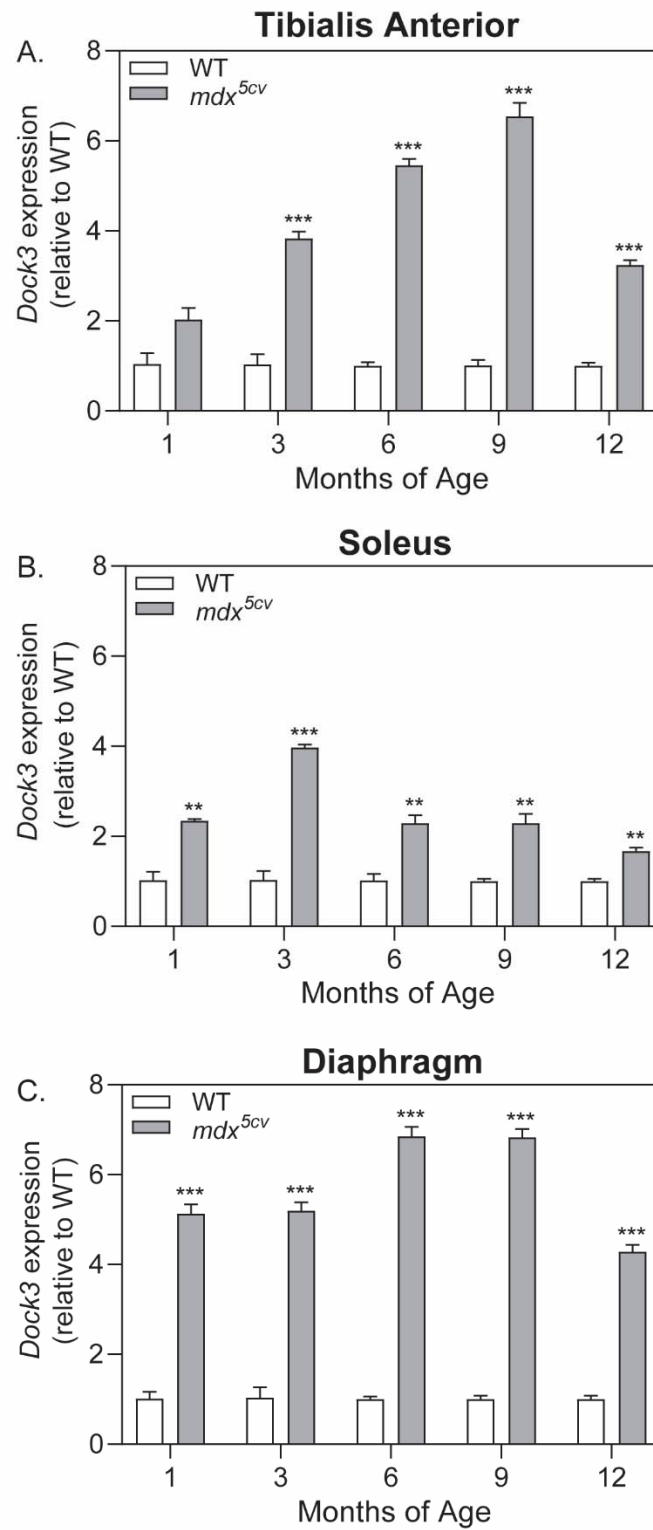 Tibialis Anterior
A.
WT
mdx5cv
Dock3 expression
(relative to WT)
8
6
4
2
0
***
***
***
***
1 3 6 9 12
Months of Age
Soleus
B.
WT
mdx5cv
Dock3 expression
(relative to WT)
8
6
4
2
0
**
***
**
**
**
1 3 6 9 12
Months of Age
Diaphragm
C.
WT
mdx5cv
Dock3 expression
(relative to WT)
8
6
4
2
0
***
***
***
***
***
1 3 6 9 12
Months of Age